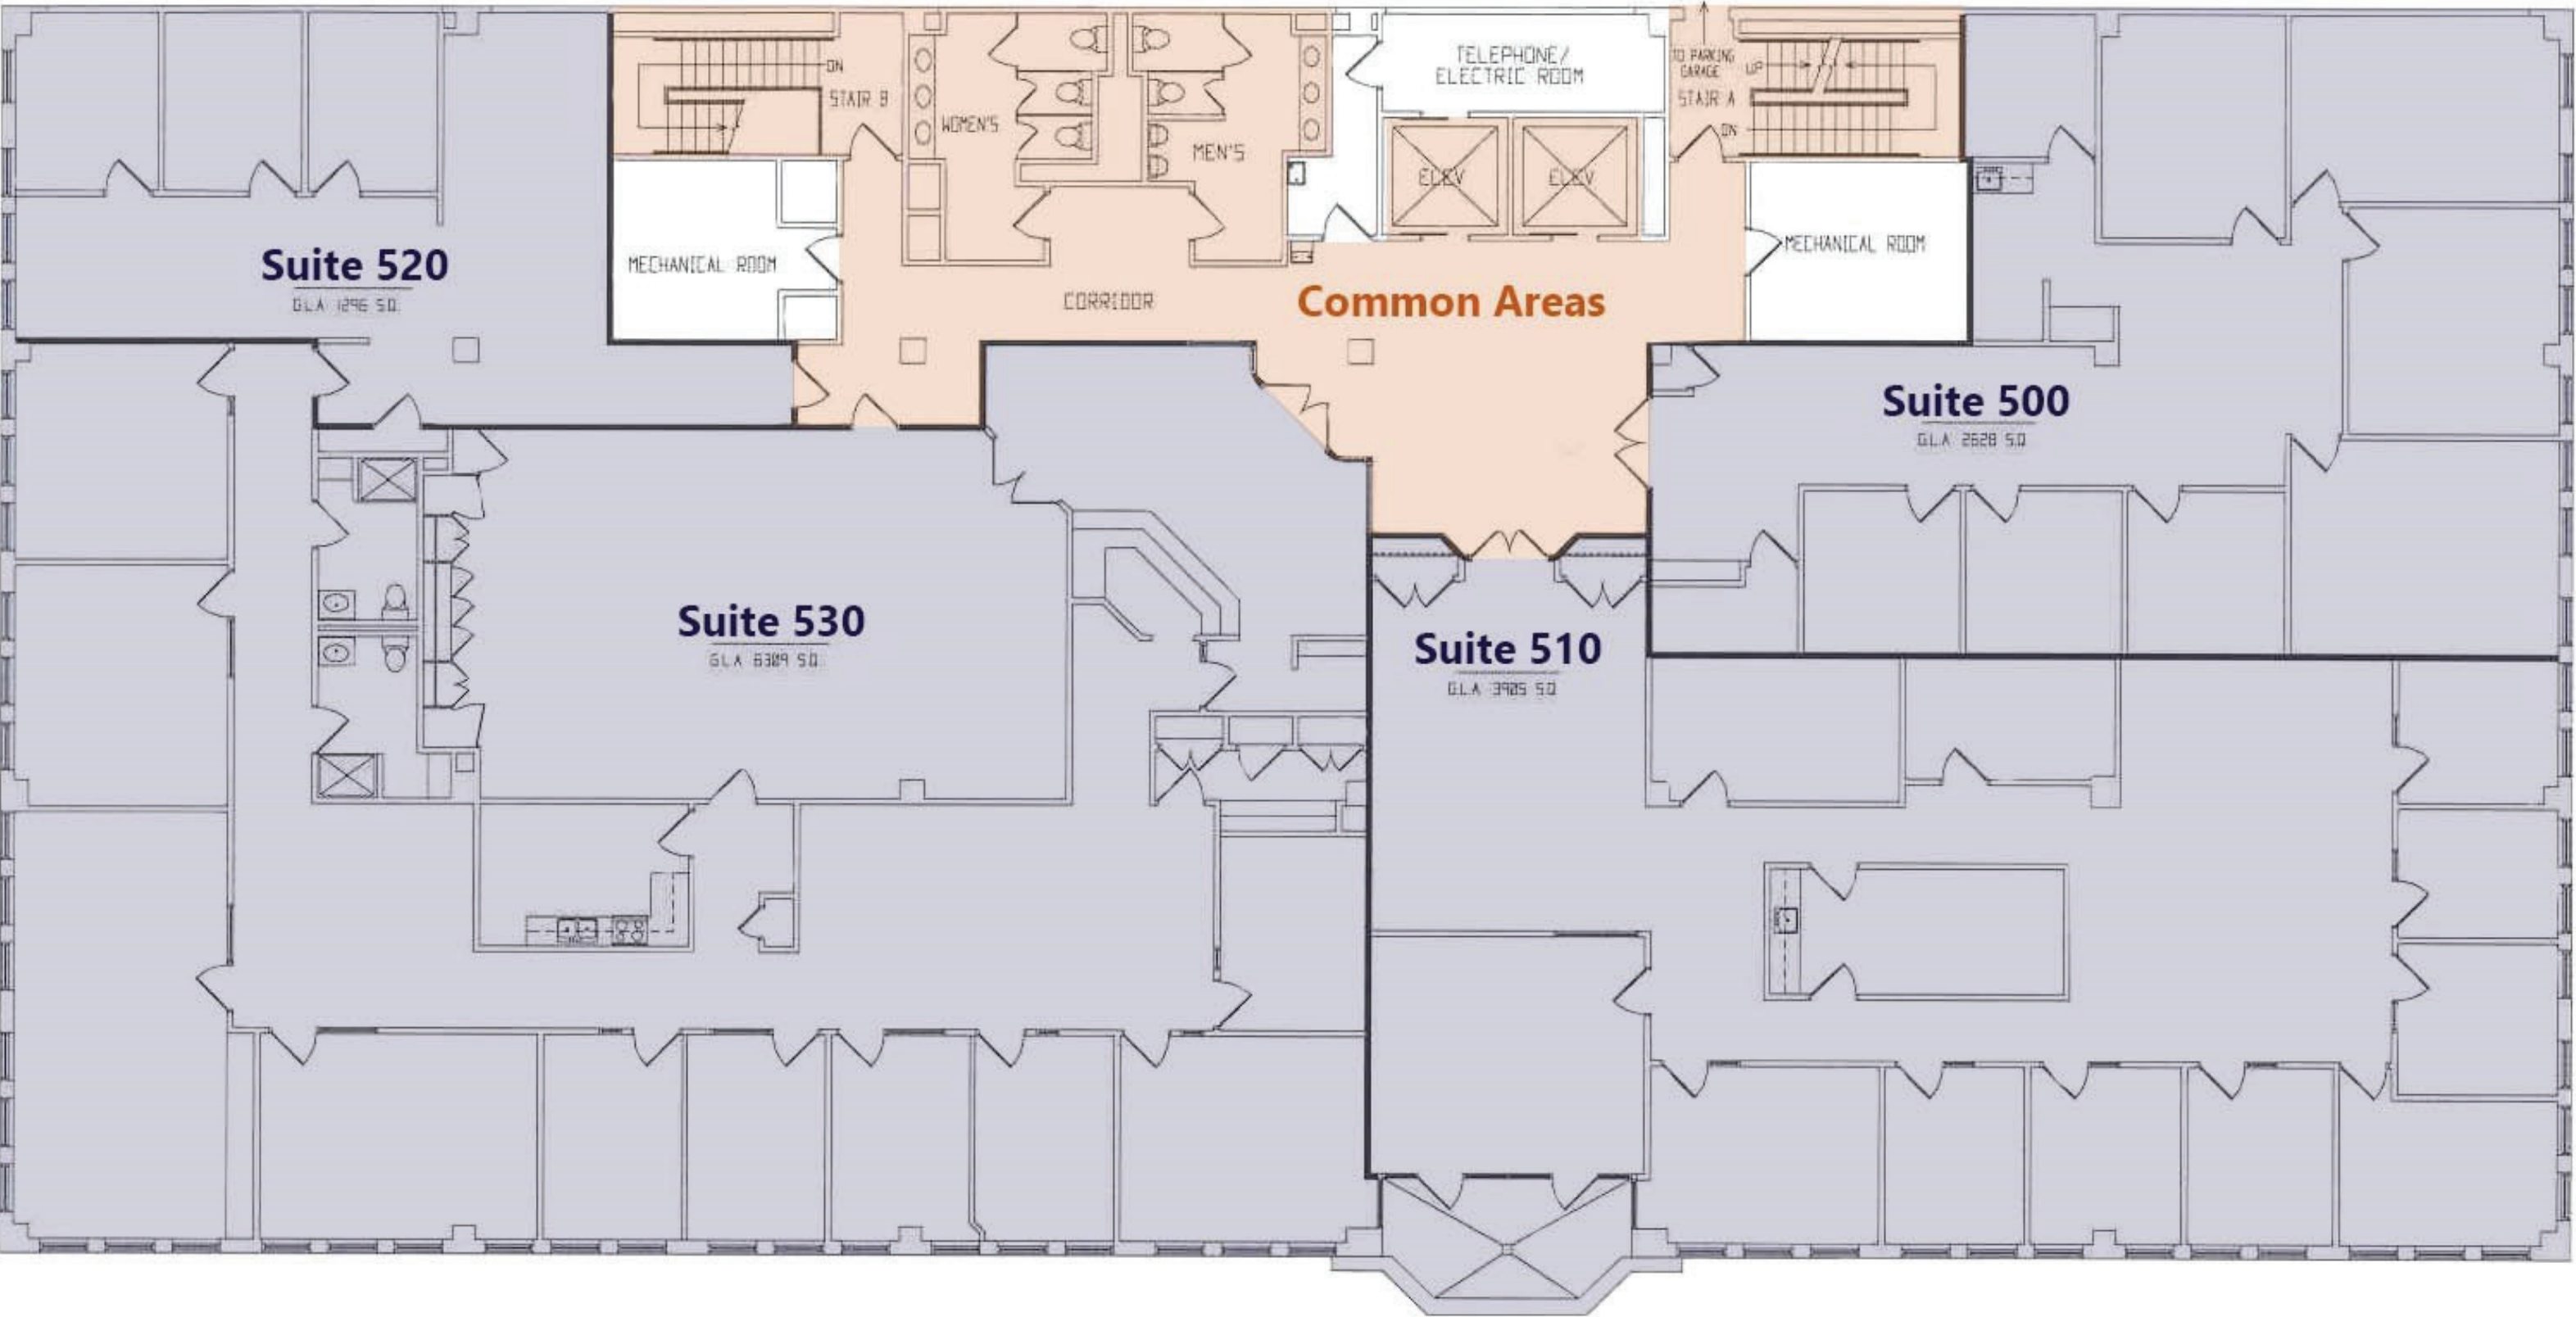 DN
STAIR B
WOMEN'S
MEN'S
TELEPHONE/
ELECTRIC ROOM
TO PARKING
GARAGE
UP
STAIR A
DN
ELEV
ELEV
MECHANICAL ROOM
MECHANICAL ROOM
CORRIDOR
Common Areas
Suite 520
G.L.A 1296 S.Q.
Suite 500
G.L.A 2628 S.Q
Suite 530
G.L.A 6309 S.Q.
Suite 510
G.L.A 3905 S.Q